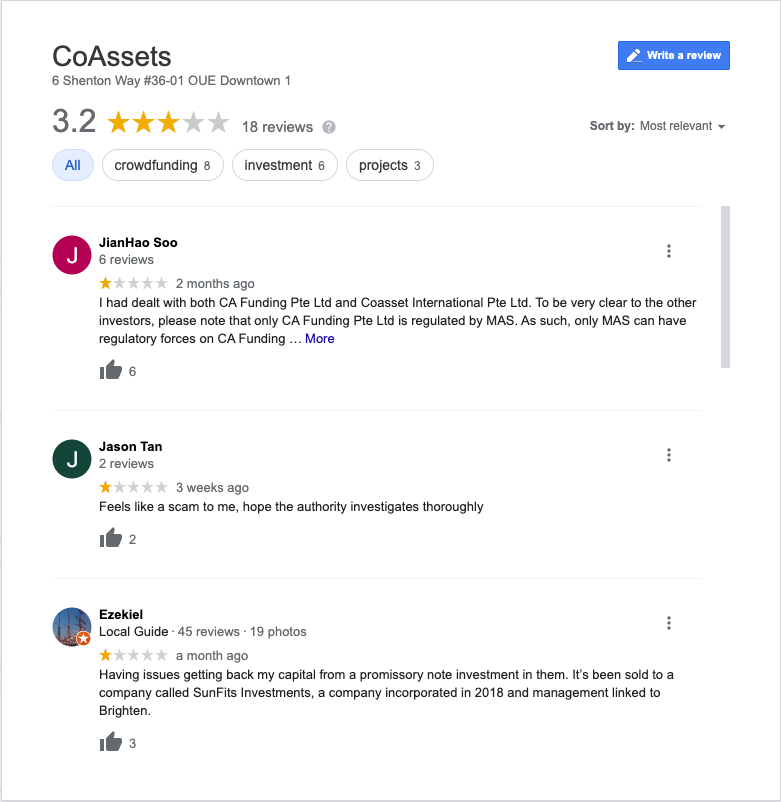 CoAssets
Write a review
6 Shenton Way #36-01 OUE Downtown 1
3.2 18 reviews ?
Sort by: Most relevant
All crowdfunding 8 investment 6 projects 3
J
JianHao Soo
6 reviews
2 months ago
I had dealt with both CA Funding Pte Ltd and Coasset International Pte Ltd. To be very clear to the other
investors, please note that only CA Funding Pte Ltd is regulated by MAS. As such, only MAS can have
regulatory forces on CA Funding … More
6
J
Jason Tan
2 reviews
3 weeks ago
Feels like a scam to me, hope the authority investigates thoroughly
2
Ezekiel
Local Guide · 45 reviews · 19 photos
a month ago
Having issues getting back my capital from a promissory note investment in them. It’s been sold to a
company called SunFits Investments, a company incorporated in 2018 and management linked to
Brighten.
3